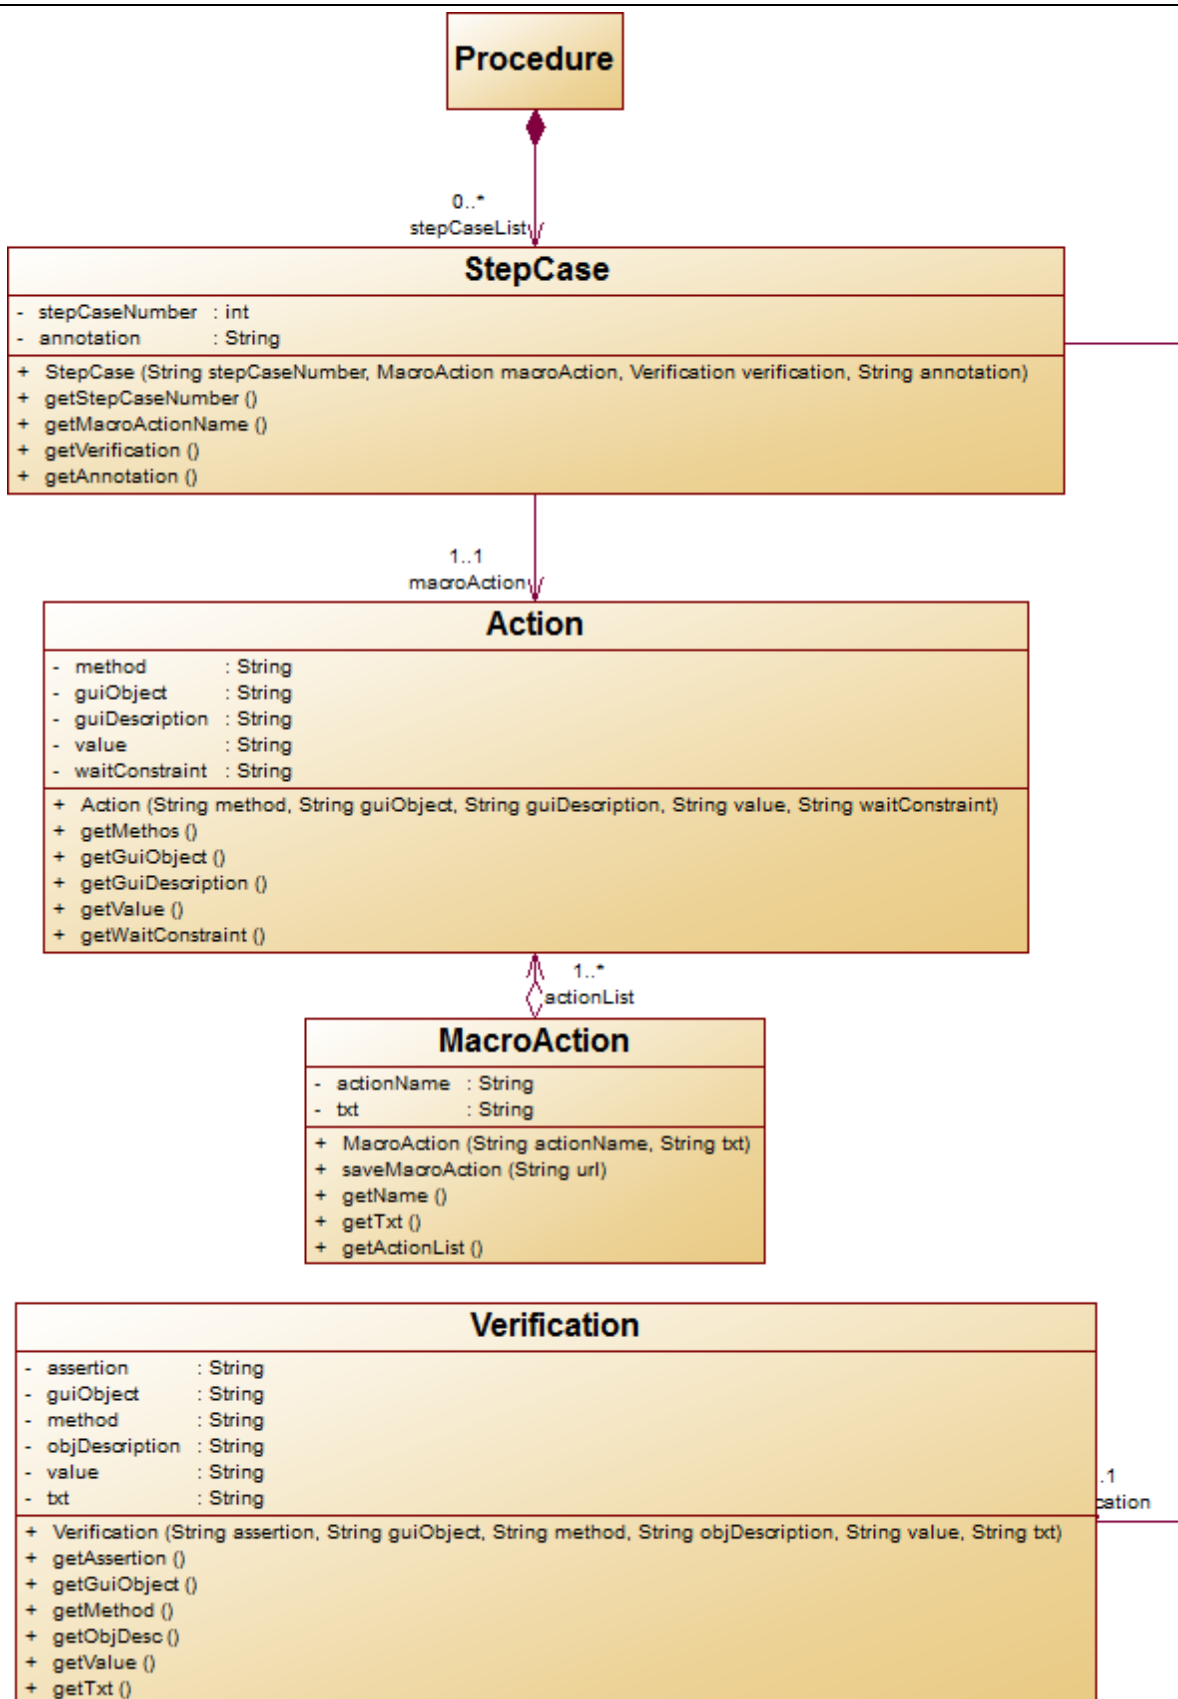 Procedure
0..*
stepCaseList
StepCase
- stepCaseNumber : int
- annotation : String
+ StepCase (String stepCaseNumber, MacroAction macroAction, Verification verification, String annotation)
+ getStepCaseNumber ()
+ getMacroActionName ()
+ getVerification ()
+ getAnnotation ()
1..1
macroAction
Action
- method : String
- guiObject : String
- guiDescription : String
- value : String
- waitConstraint : String
+ Action (String method, String guiObject, String guiDescription, String value, String waitConstraint)
+ getMethos ()
+ getGuiObject ()
+ getGuiDescription ()
+ getValue ()
+ getWaitConstraint ()
1..*
actionList
MacroAction
- actionName : String
- txt : String
+ MacroAction (String actionName, String txt)
+ saveMacroAction (String url)
+ getName ()
+ getTxt ()
+ getActionList ()
Verification
- assertion : String
- guiObject : String
- method : String
- objDescription : String
- value : String
- txt : String
.1
cation
+ Verification (String assertion, String guiObject, String method, String objDescription, String value, String txt)
+ getAssertion ()
+ getGuiObject ()
+ getMethod ()
+ getObjDesc ()
+ getValue ()
+ getTxt ()